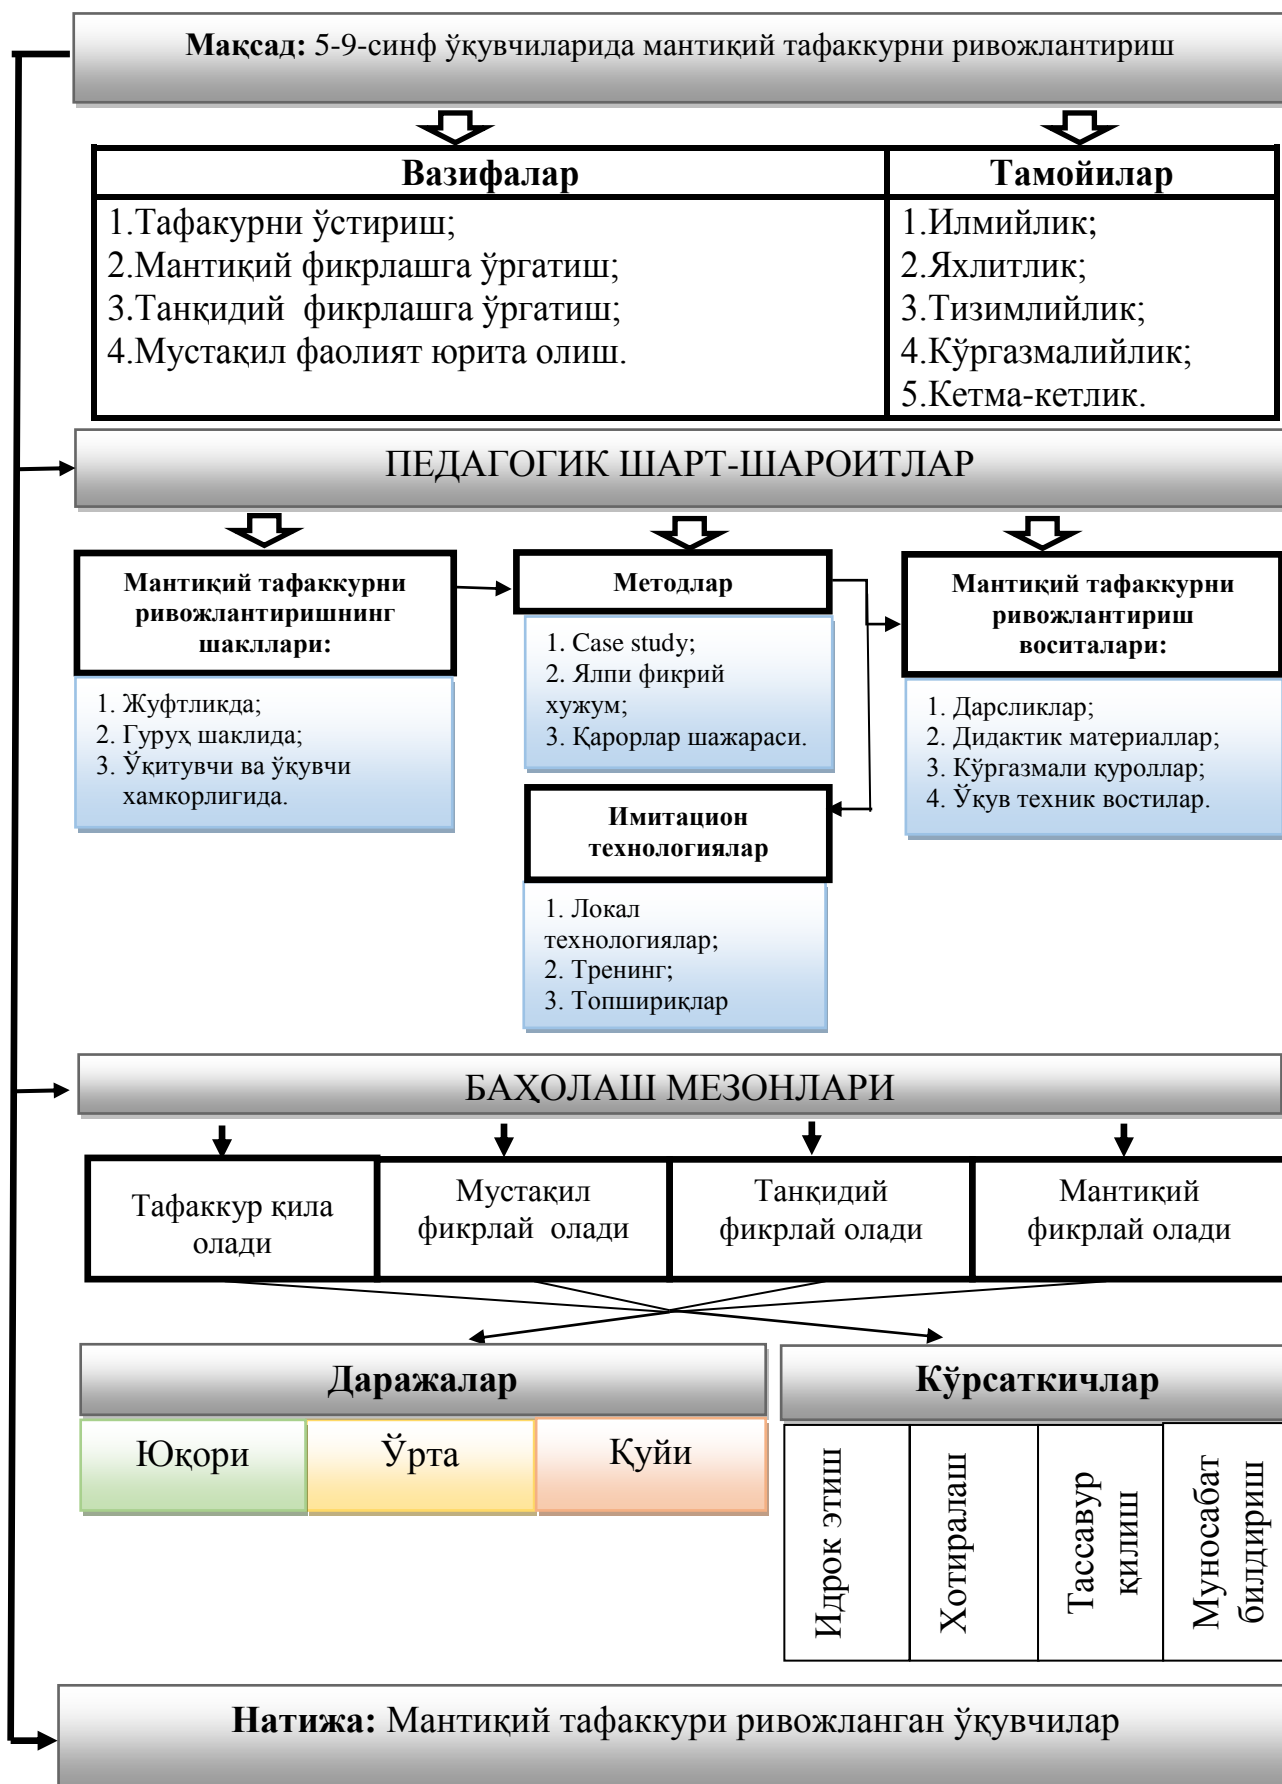 Мақсад: 5-9-синф ўқувчиларида мантиқий тафаккурни ривожлантириш
Вазифалар
1.Тафакурни ўстириш;
2.Мантиқий фикрлашга ўргатиш;
3.Танқидий фикрлашга ўргатиш;
4.Мустақил фаолият юрита олиш.
Тамойилар
1.Илмийлик;
2.Яхлитлик;
3.Тизимлийлик;
4.Кўргазмалийлик;
5.Кетма-кетлик.
ПЕДАГОГИК ШАРТ-ШАРОИТЛАР
Мантиқий тафаккурни
ривожлантиришнинг
шакллари:
1. Жуфтликда;
2. Гуруҳ шаклида;
3. Ўқитувчи ва ўқувчи
хамкорлигида.
Методлар
1. Case study;
2. Ялпи фикрий
хужум;
3. Қарорлар шажараси.
Имитацион
технологиялар
1. Локал
технологиялар;
2. Тренинг;
3. Топшириқлар
Мантиқий тафаккурни
ривожлантириш
воситалари:
1. Дарсликлар;
2. Дидактик материаллар;
3. Кўргазмали қуроллар;
4. Ўқув техник востилар.
БАҲОЛАШ МЕЗОНЛАРИ
Тафаккур қила
олади
Мустақил
фикрлай олади
Танқидий
фикрлай олади
Мантиқий
фикрлай олади
Даражалар
Юқори
Ўрта
Қуйи
Кўрсаткичлар
Идрок этиш
Хотиралаш
Тассавур
қилиш
Муносабат
билдириш
Натижа: Мантиқий тафаккури ривожланган ўқувчилар